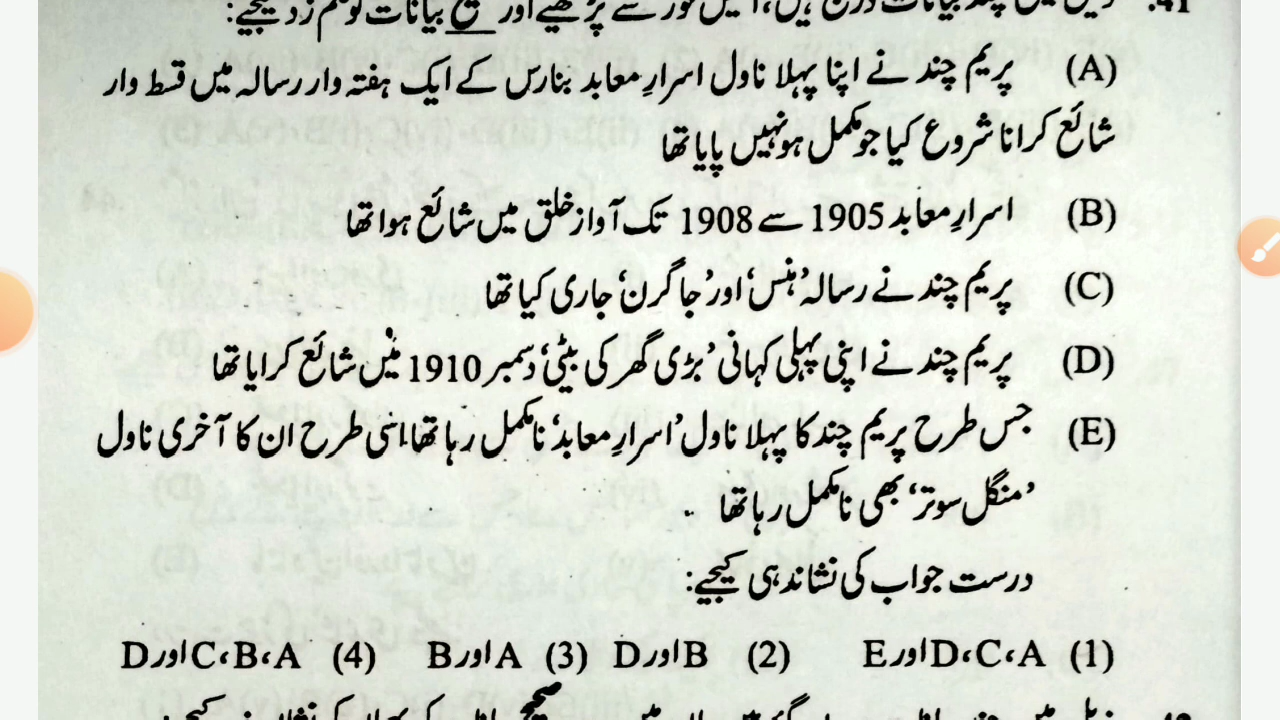 41. ذیل میں چند بیانات درج ہیں، انہیں غور سے پڑھیے اور صحیح بیانات کو قلم زد کیجیے:
(A) پریم چند نے اپنا پہلا ناول اسرارِ معابد بنارس کے ایک ہفتہ وار رسالہ میں قسط وار
شائع کرانا شروع کیا جو مکمل ہو نہیں پایا تھا
(B) اسرارِ معابد 1905 سے 1908 تک آوازِ خلق میں شائع ہوا تھا
(C) پریم چند نے رسالہ 'ہنس' اور 'جاگرن' جاری کیا تھا
(D) پریم چند نے اپنی پہلی کہانی 'بڑی گھر کی بیٹی' دسمبر 1910 میں شائع کرایا تھا
(E) جس طرح پریم چند کا پہلا ناول 'اسرارِ معابد' نامکمل رہا تھا اسی طرح ان کا آخری ناول
'منگل سوتر' بھی نامکمل رہا تھا
درست جواب کی نشاندہی کیجیے:
(1) A،C،D اور E (2) B اور D (3) A اور B (4) A،B،C اور D